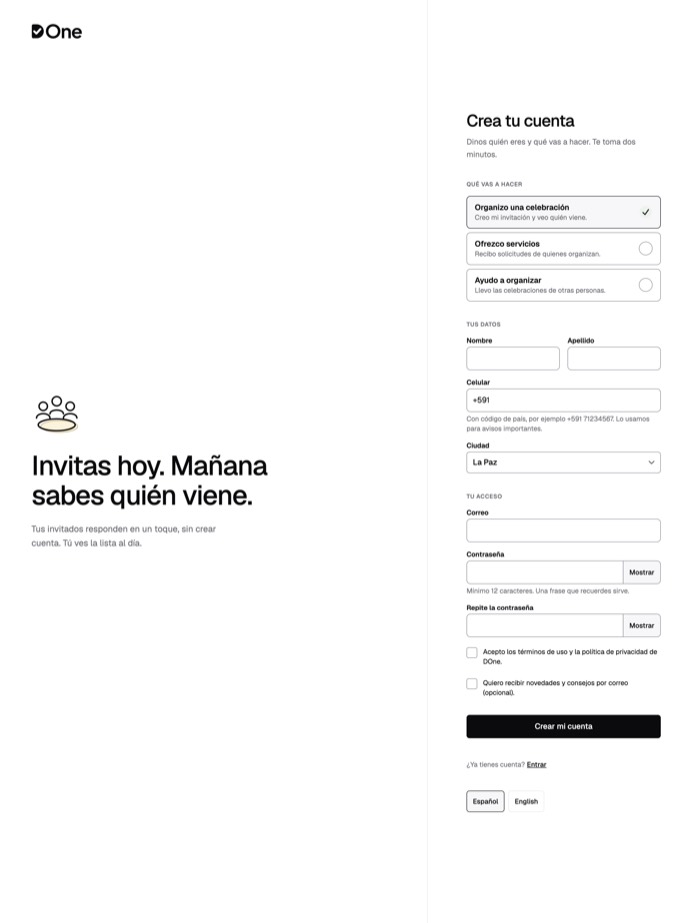 DOne
Invitas hoy. Mañana
sabes quién viene.
Tus invitados responden en un toque, sin crear
cuenta. Tú ves la lista al día.
Crea tu cuenta
Dinos quién eres y qué vas a hacer. Te toma dos
minutos.
QUÉ VAS A HACER
Organizo una celebración
Creo mi invitación y veo quién viene.
Ofrezco servicios
Recibo solicitudes de quienes organizan.
Ayudo a organizar
Llevo las celebraciones de otras personas.
TUS DATOS
Nombre
Apellido
Celular
+591
Con código de país, por ejemplo +591 71234567. Lo usamos
para avisos importantes.
Ciudad
La Paz
TU ACCESO
Correo
Contraseña
Mostrar
Mínimo 12 caracteres. Una frase que recuerdes sirve.
Repite la contraseña
Mostrar
Acepto los términos de uso y la política de privacidad de
DOne.
Quiero recibir novedades y consejos por correo
(opcional).
Crear mi cuenta
¿Ya tienes cuenta? Entrar
Español English